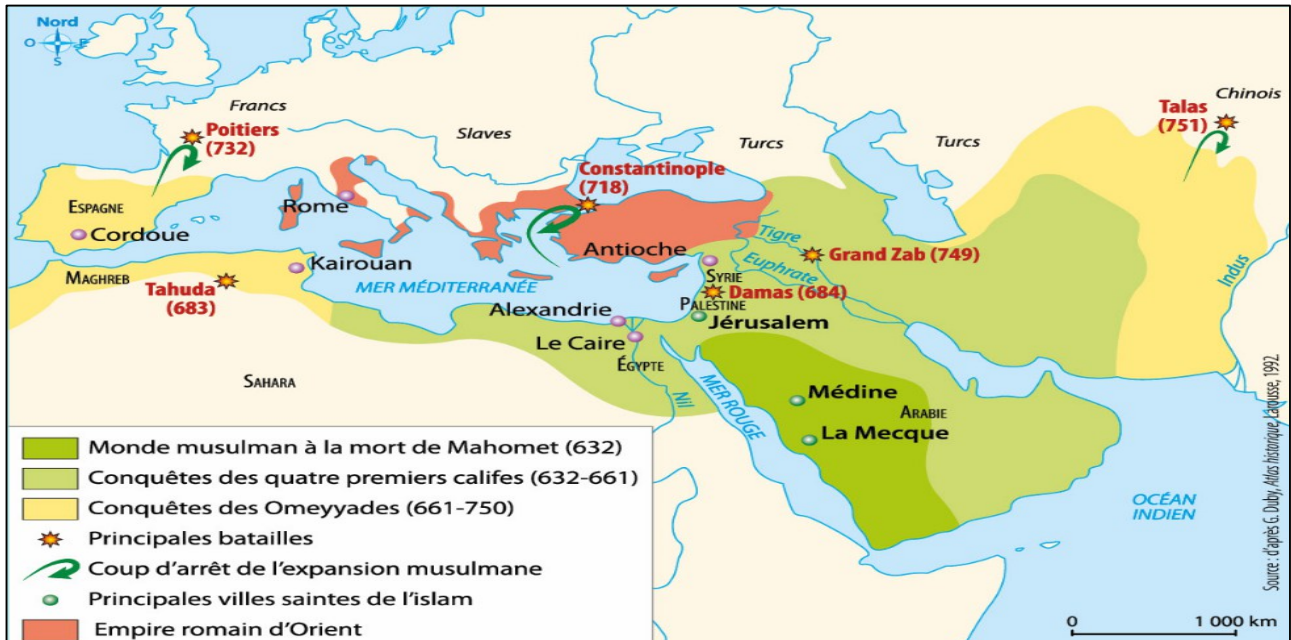 Nord
O
E
S
Francs
Poitiers
(732)
Slaves
Turcs
Turcs
Chinois
Talas
(751)
Constantinople
(718)
ESPAGNE
Cordoue
Rome
Antioche
Tigre
Euphrate
Grand Zab (749)
Indus
MAGHREB
Tahuda
(683)
Kairouan
MER MÉDITERRANÉE
SYRIE
Damas (684)
PALESTINE
Jérusalem
Alexandrie
Le Caire
ÉGYPTE
SAHARA
Nil
MER ROUGE
Médine
ARABIE
La Mecque
OCÉAN
INDIEN
Monde musulman à la mort de Mahomet (632)
Conquêtes des quatre premiers califes (632-661)
Conquêtes des Omeyyades (661-750)
Principales batailles
Coup d'arrêt de l'expansion musulmane
Principales villes saintes de l'islam
Empire romain d'Orient
0 1 000 km
Source : d'après G. Duby, Atlas historique, Larousse, 1992